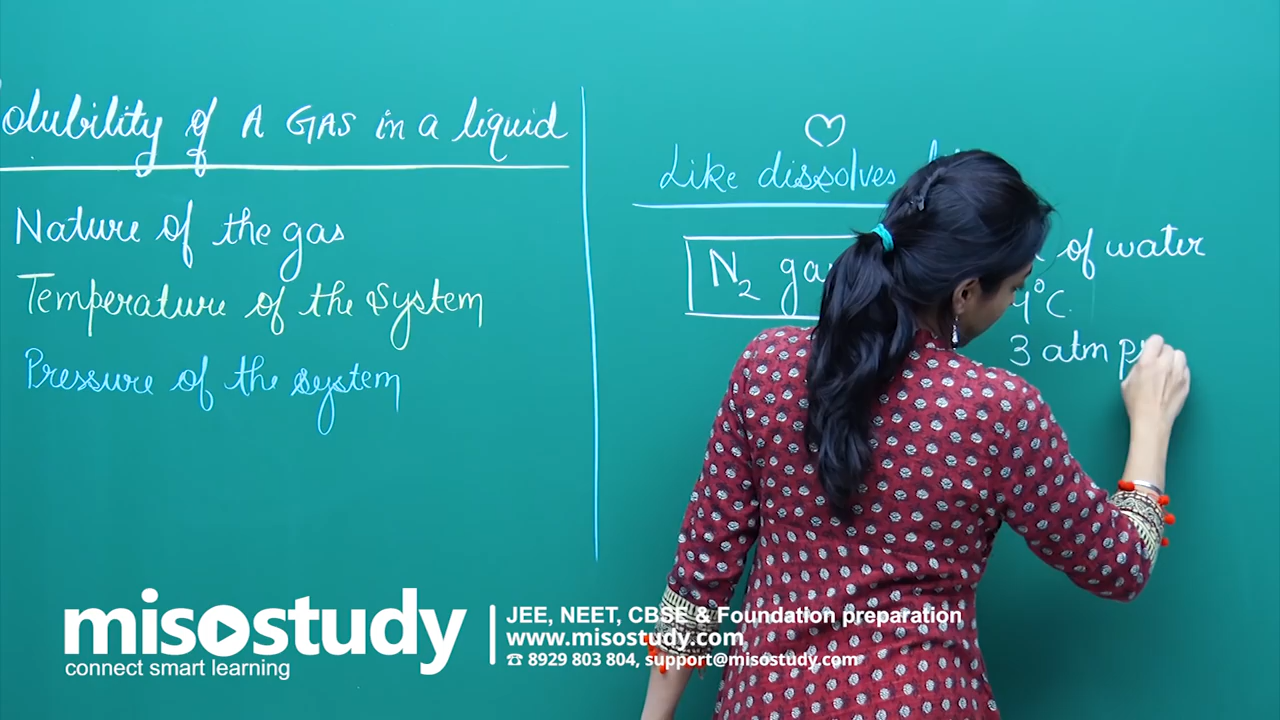 olubility of A GAS in a liquid
Nature of the gas
Temperature of the System
Pressure of the system
Like dissolves
N2 ga
of water
4°C
3 atm p
misostudy
connect smart learning
JEE, NEET, CBSE & Foundation preparation
www.misostudy.com
☎ 8929 803 804, support@misostudy.com